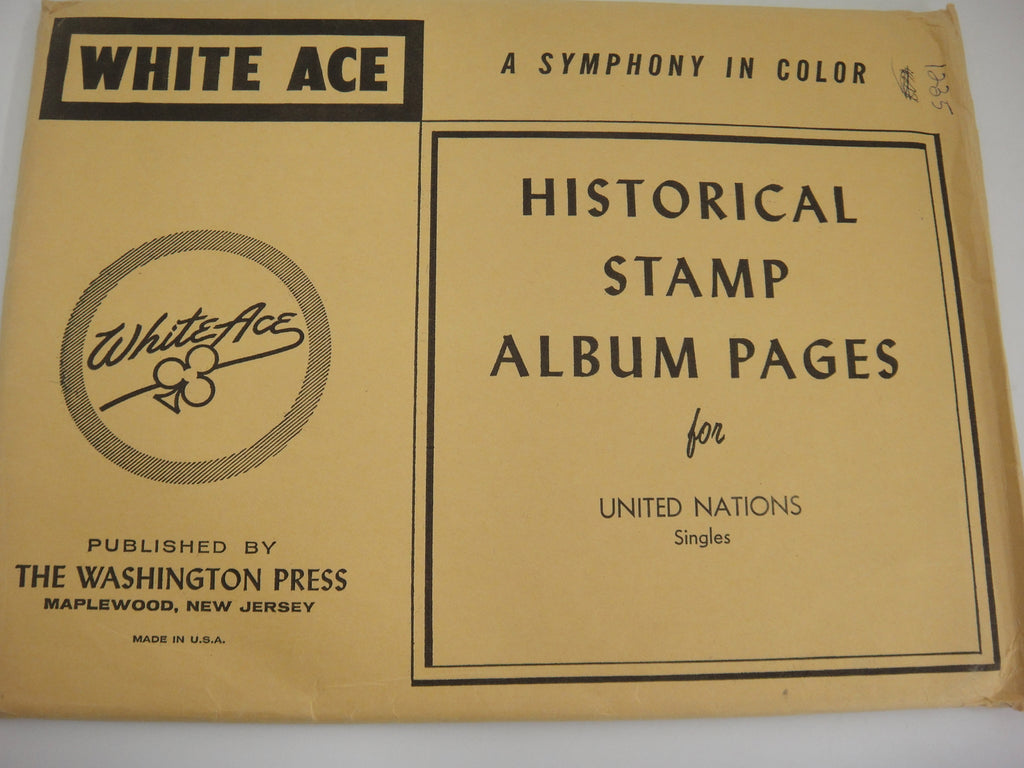 WHITE ACE
A SYMPHONY IN COLOR
White Ace
PUBLISHED BY
THE WASHINGTON PRESS
MAPLEWOOD, NEW JERSEY
MADE IN U.S.A.
HISTORICAL
STAMP
ALBUM PAGES
for
UNITED NATIONS
Singles